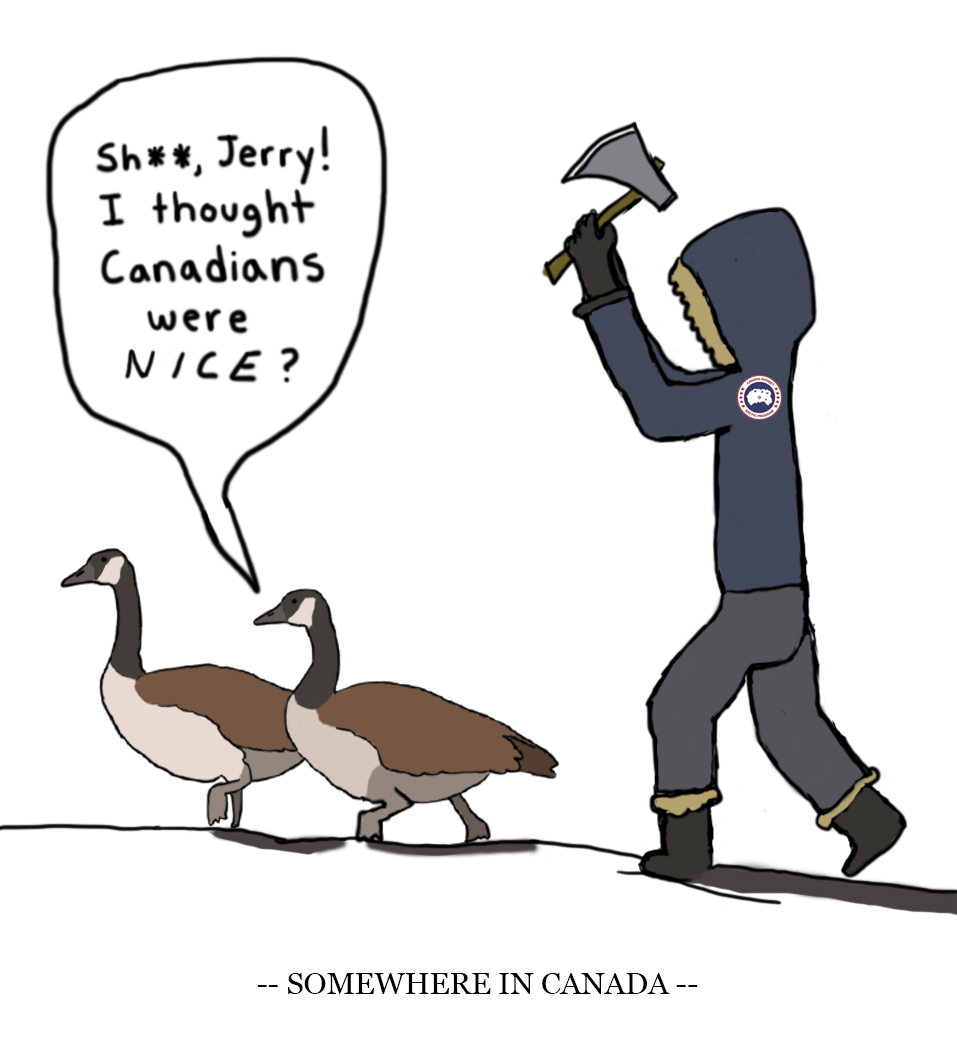 Sh**, Jerry!
I thought
Canadians
were
NICE?
-- SOMEWHERE IN CANADA --